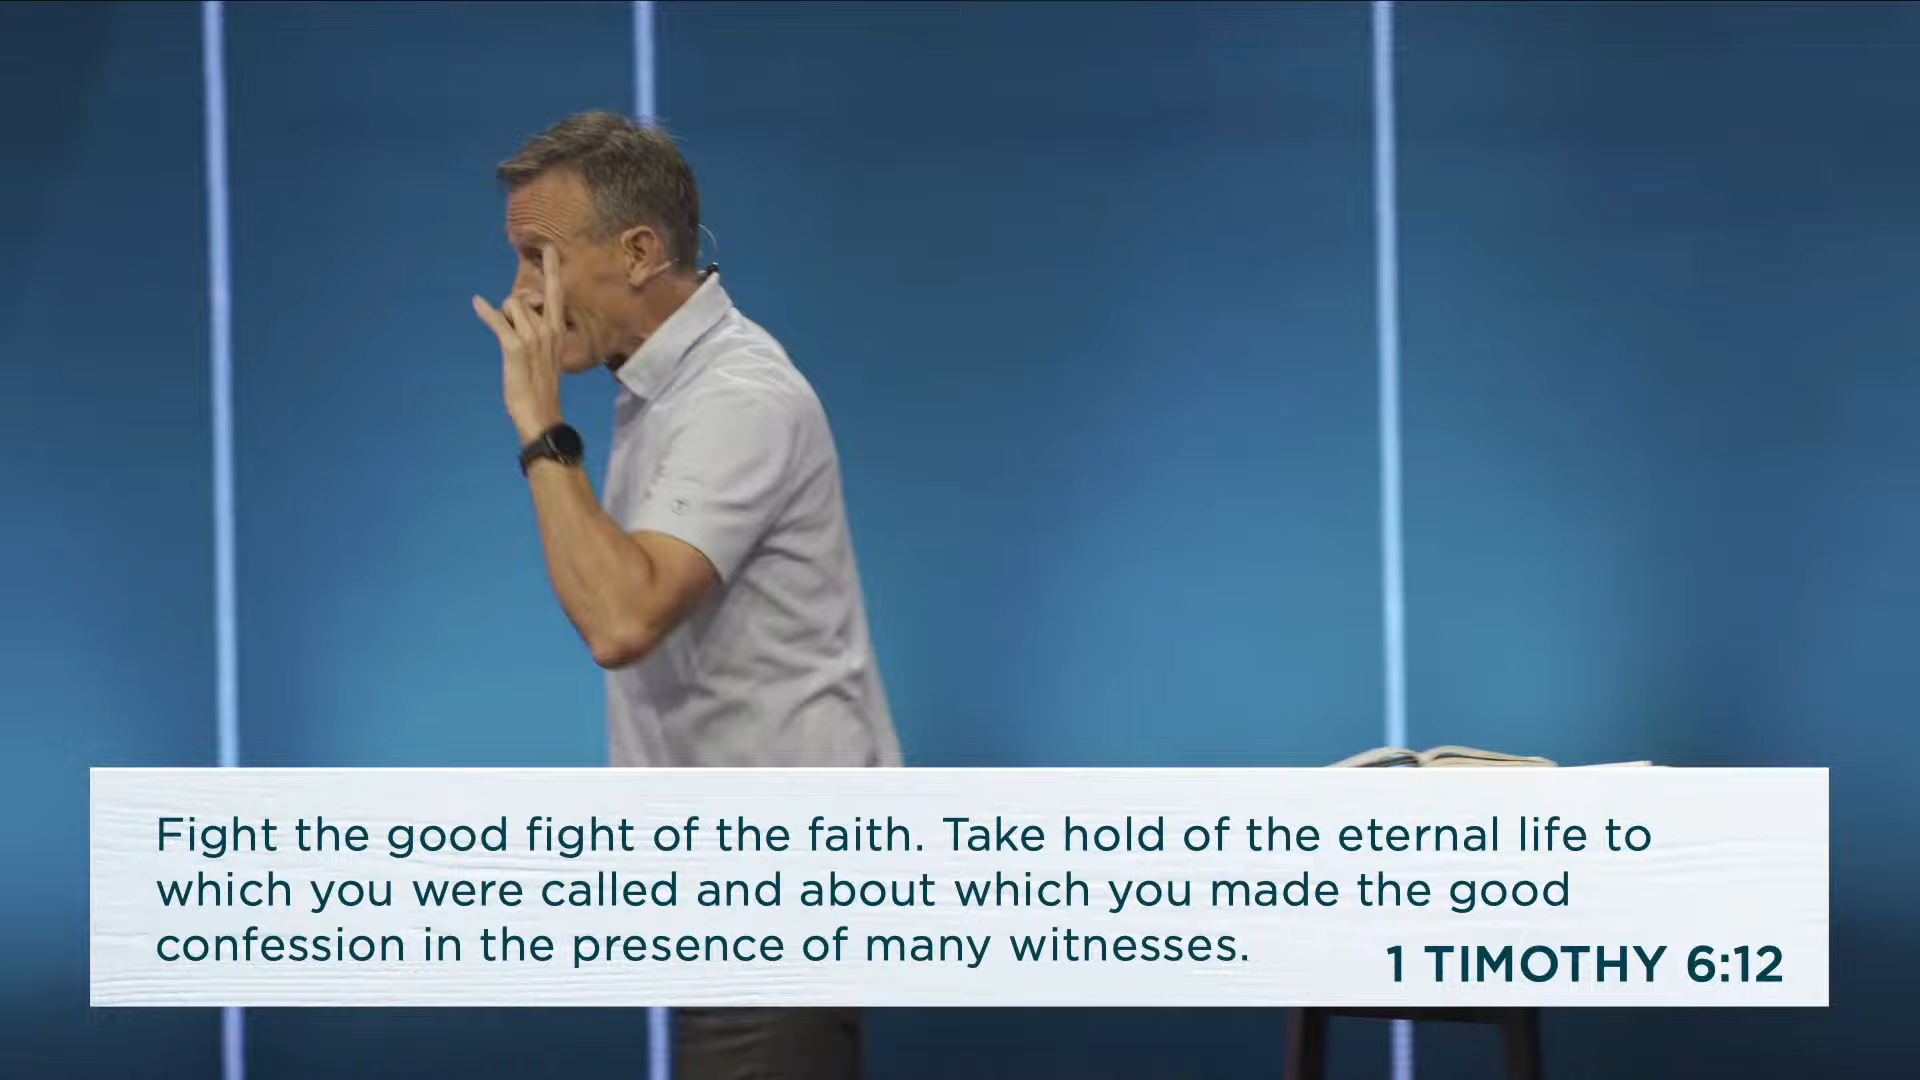 Fight the good fight of the faith. Take hold of the eternal life to
which you were called and about which you made the good
confession in the presence of many witnesses.
1 TIMOTHY 6:12